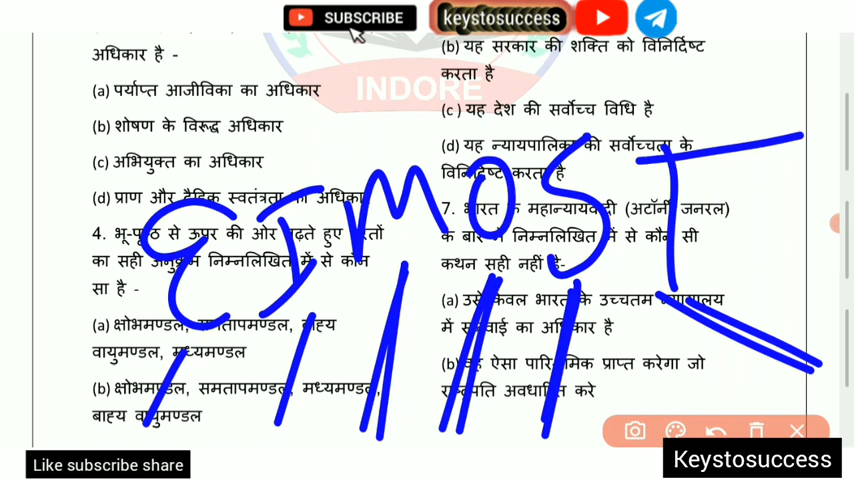 SUBSCRIBE
keystosuccess
INDORE
अधिकार है -
(a) पर्याप्त आजीविका का अधिकार
(b) शोषण के विरूद्ध अधिकार
(c) अभियुक्त का अधिकार
(d) प्राण और दैहिक स्वतंत्रता का अधिकार
4. भू-पृष्ठ से ऊपर की ओर बढ़ते हुए परतों
का सही अनुक्रम निम्नलिखित में से कौन
सा है -
(a) क्षोभमण्डल, समतापमण्डल, बाह्य
वायुमण्डल, मध्यमण्डल
(b) क्षोभमण्डल, समतापमण्डल, मध्यमण्डल,
बाह्य वायुमण्डल
(b) यह सरकार की शक्ति को विनिर्दिष्ट
करता है
(c) यह देश की सर्वोच्च विधि है
(d) यह न्यायपालिका की सर्वोच्चता के
विनिर्दिष्ट करता है
7. भारत के महान्यायवादी (अटॉर्नी जनरल)
के बारे में निम्नलिखित में से कौन सी
कथन सही नहीं है-
(a) उसे केवल भारत के उच्चतम न्यायालय
में सुनवाई का अधिकार है
(b) वह ऐसा पारिश्रमिक प्राप्त करेगा जो
राष्ट्रपति अवधारित करे
MOST
Like subscribe share
Keystosuccess